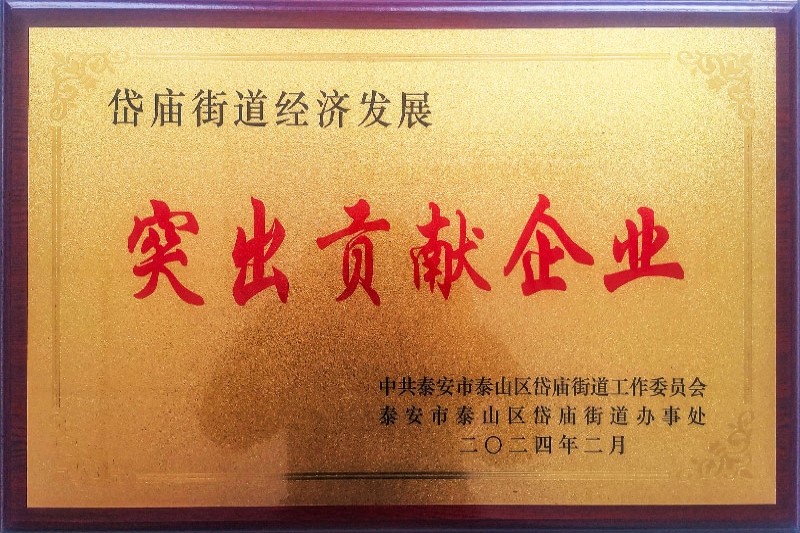 岱庙街道经济发展
突出贡献企业
中共泰安市泰山区岱庙街道工作委员会
泰安市泰山区岱庙街道办事处
二〇二四年二月